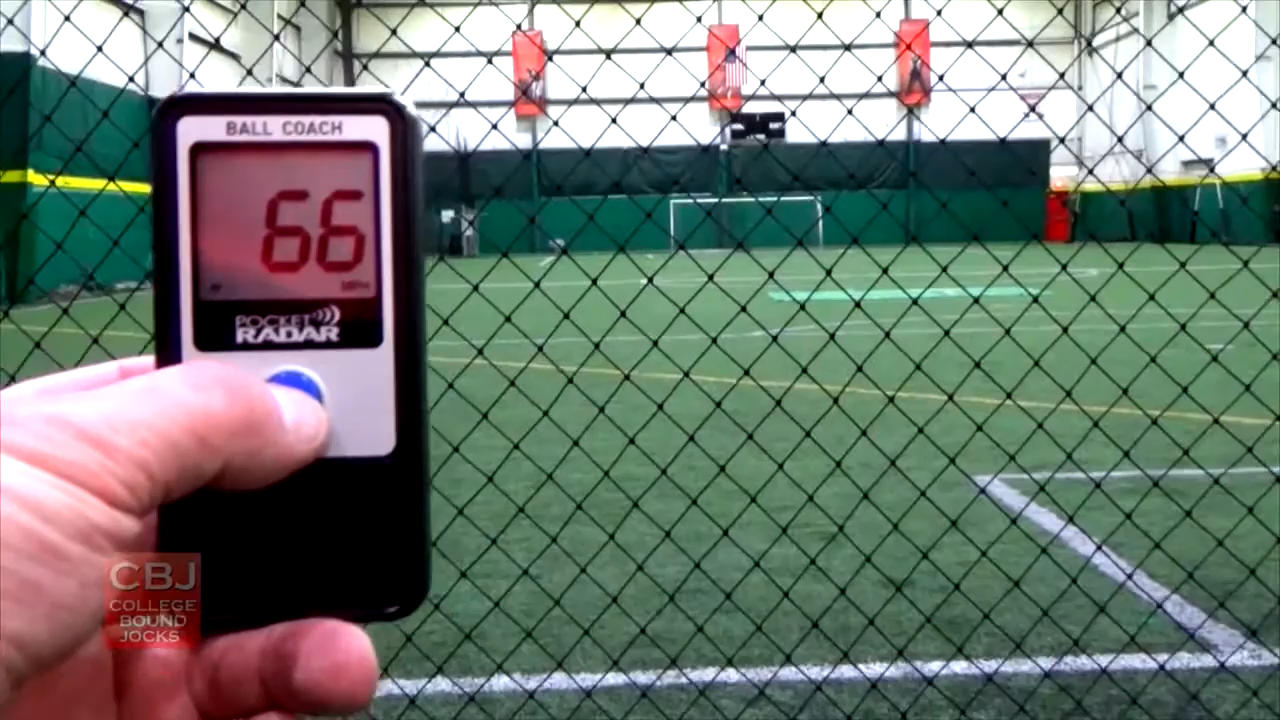 BALL COACH
66
MPH
POCKET
RADAR
CBJ
COLLEGE
BOUND
JOCKS